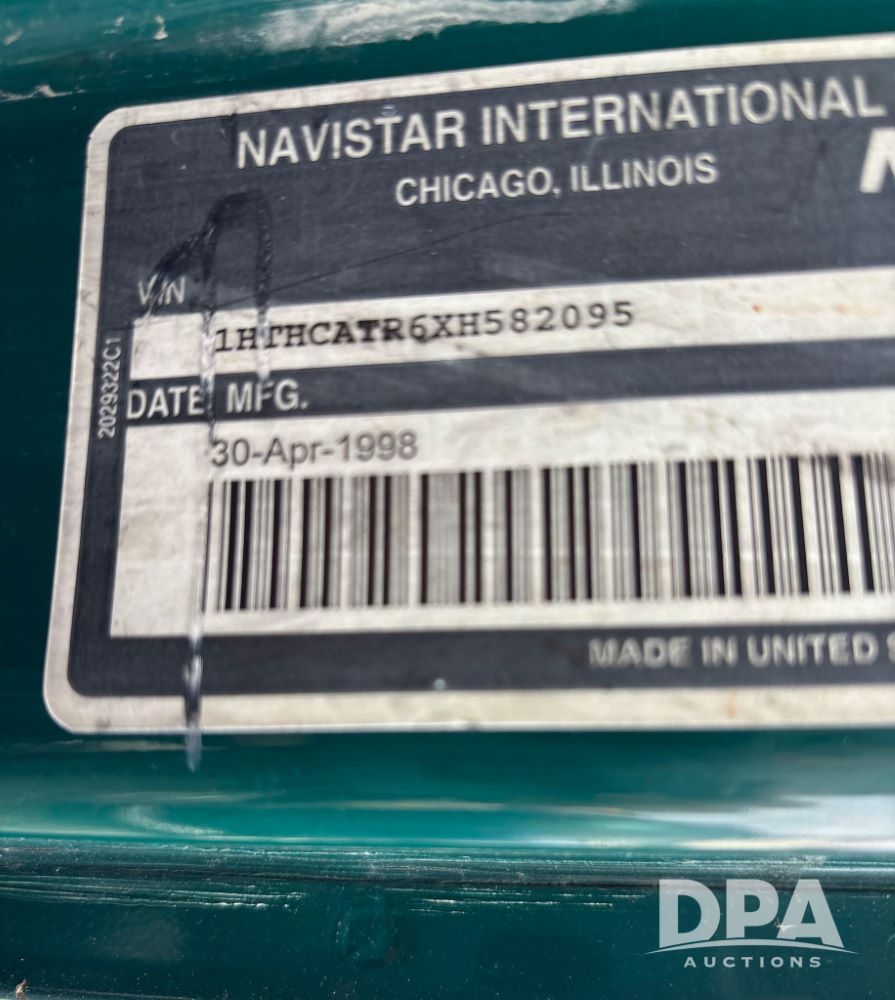 NAVISTAR INTERNATIONAL
CHICAGO, ILLINOIS
VIN
1HTHCATR6XH582095
2029322C1
DATE MFG.
30-Apr-1998
MADE IN UNITED
DPA
AUCTIONS